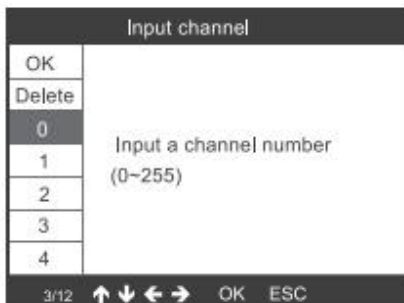 Input channel
OK
Delete
0
1
2
3
4
Input a channel number
(0~255)
3/12 ↑ ↓ ← → OK ESC